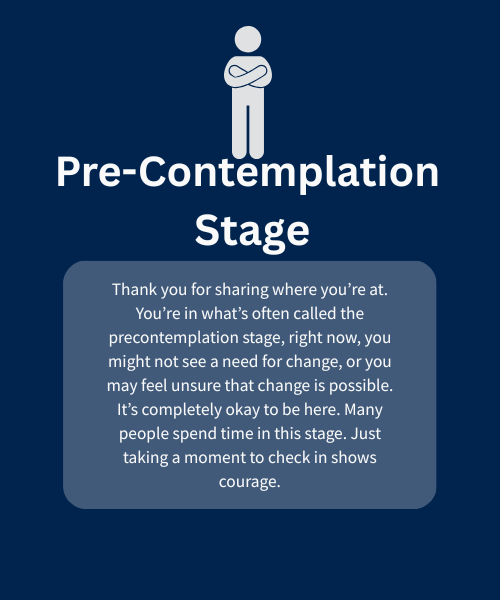 Pre-Contemplation
Stage
Thank you for sharing where you’re at.
You’re in what’s often called the
precontemplation stage, right now, you
might not see a need for change, or you
may feel unsure that change is possible.
It’s completely okay to be here. Many
people spend time in this stage. Just
taking a moment to check in shows
courage.